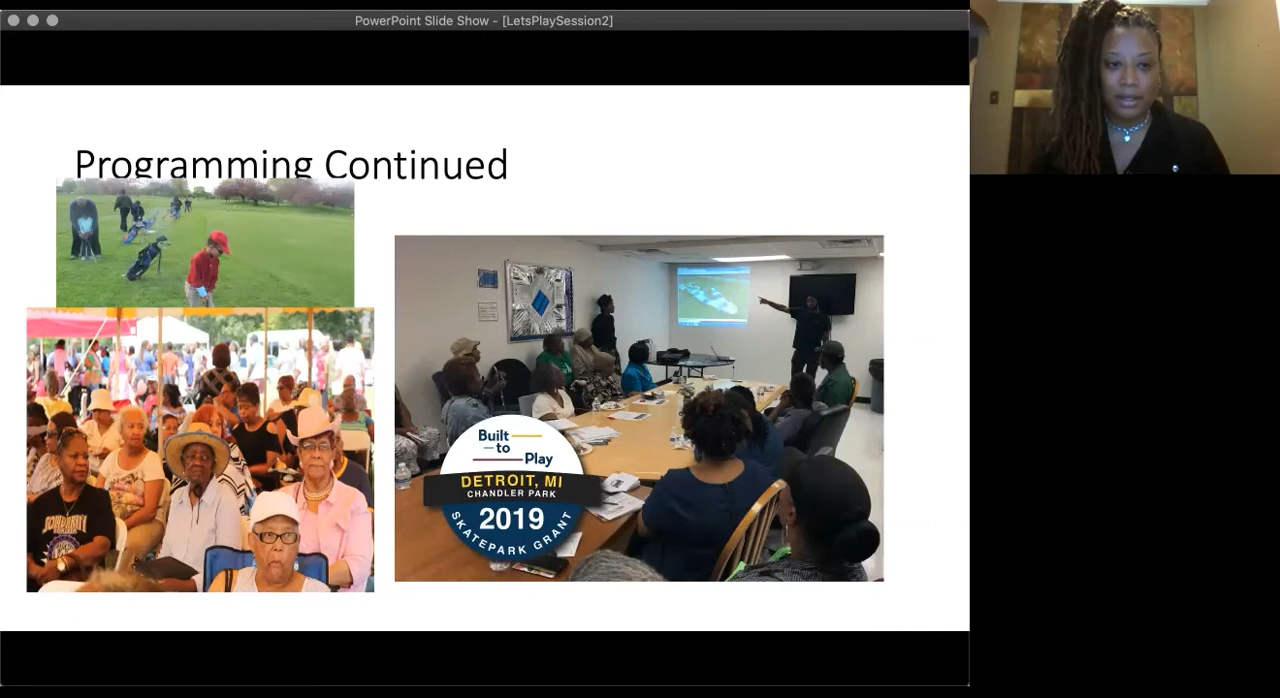 PowerPoint Slide Show - [LetsPlaySession2]
Programming Continued
Built
to
Play
DETROIT, MI
CHANDLER PARK
2019
SKATEPARK GRANT